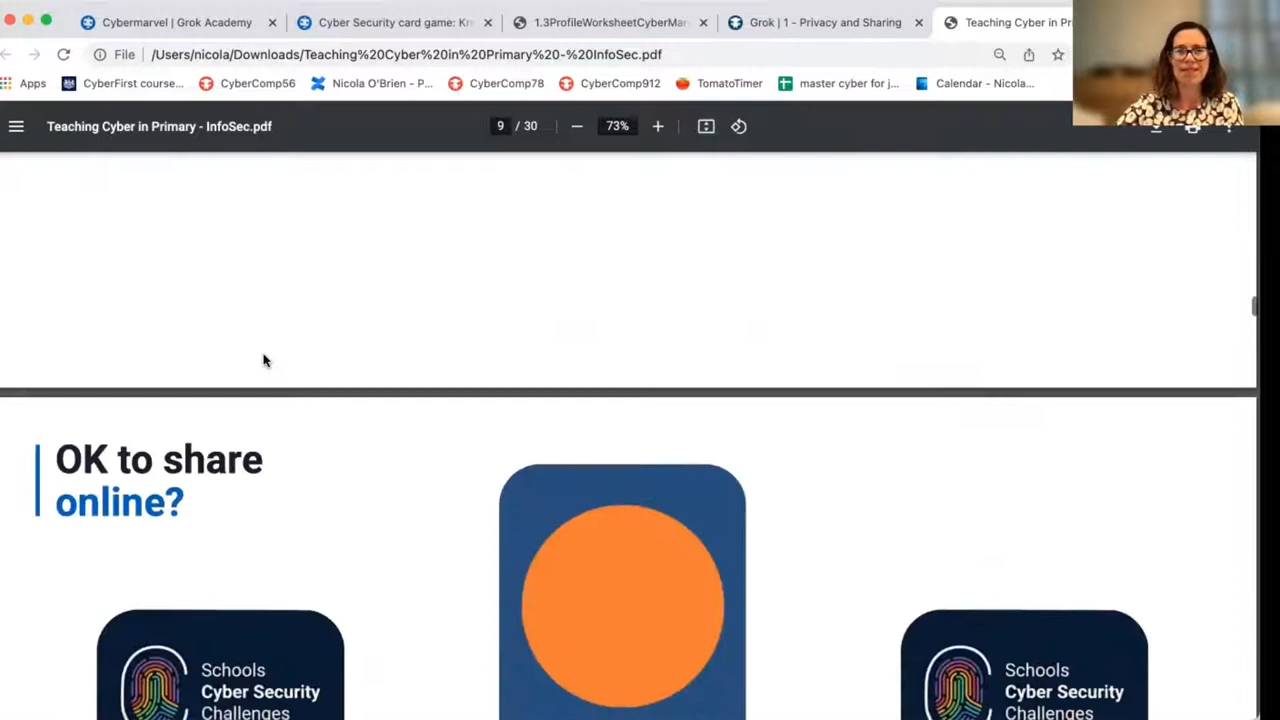 Cybermarvel | Grok Academy
Cyber Security card game: Kn
1.3ProfileWorksheetCyberMar
Grok | 1 - Privacy and Sharing
Teaching Cyber in Pri
File
/Users/nicola/Downloads/Teaching%20Cyber%20in%20Primary%20-%20InfoSec.pdf
Apps
CyberFirst course...
CyberComp56
Nicola O'Brien - P...
CyberComp78
CyberComp912
TomatoTimer
master cyber for j...
Calendar - Nicola...
Teaching Cyber in Primary - InfoSec.pdf
9 / 30
73%
OK to share
online?
Schools
Cyber Security
Challenges
Schools
Cyber Security
Challenges